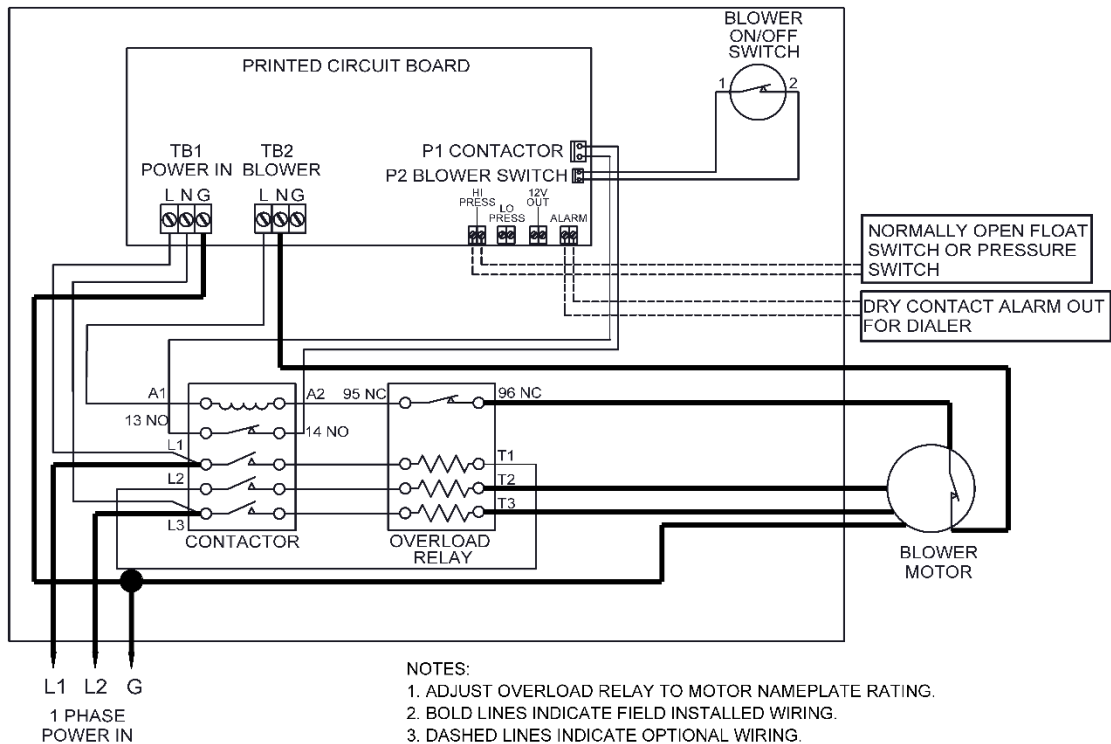 BLOWER
ON/OFF
SWITCH
1
2
PRINTED CIRCUIT BOARD
TB1
POWER IN
TB2
BLOWER
L N G
L N G
P1 CONTACTOR
P2 BLOWER SWITCH
HI
PRESS
LO
PRESS
12V
OUT
ALARM
NORMALLY OPEN FLOAT
SWITCH OR PRESSURE
SWITCH
DRY CONTACT ALARM OUT
FOR DIALER
A1
A2
95 NC
96 NC
13 NO
14 NO
L1
T1
L2
T2
L3
T3
CONTACTOR
OVERLOAD
RELAY
BLOWER
MOTOR
L1 L2 G
1 PHASE
POWER IN
NOTES:
1. ADJUST OVERLOAD RELAY TO MOTOR NAMEPLATE RATING.
2. BOLD LINES INDICATE FIELD INSTALLED WIRING.
3. DASHED LINES INDICATE OPTIONAL WIRING.